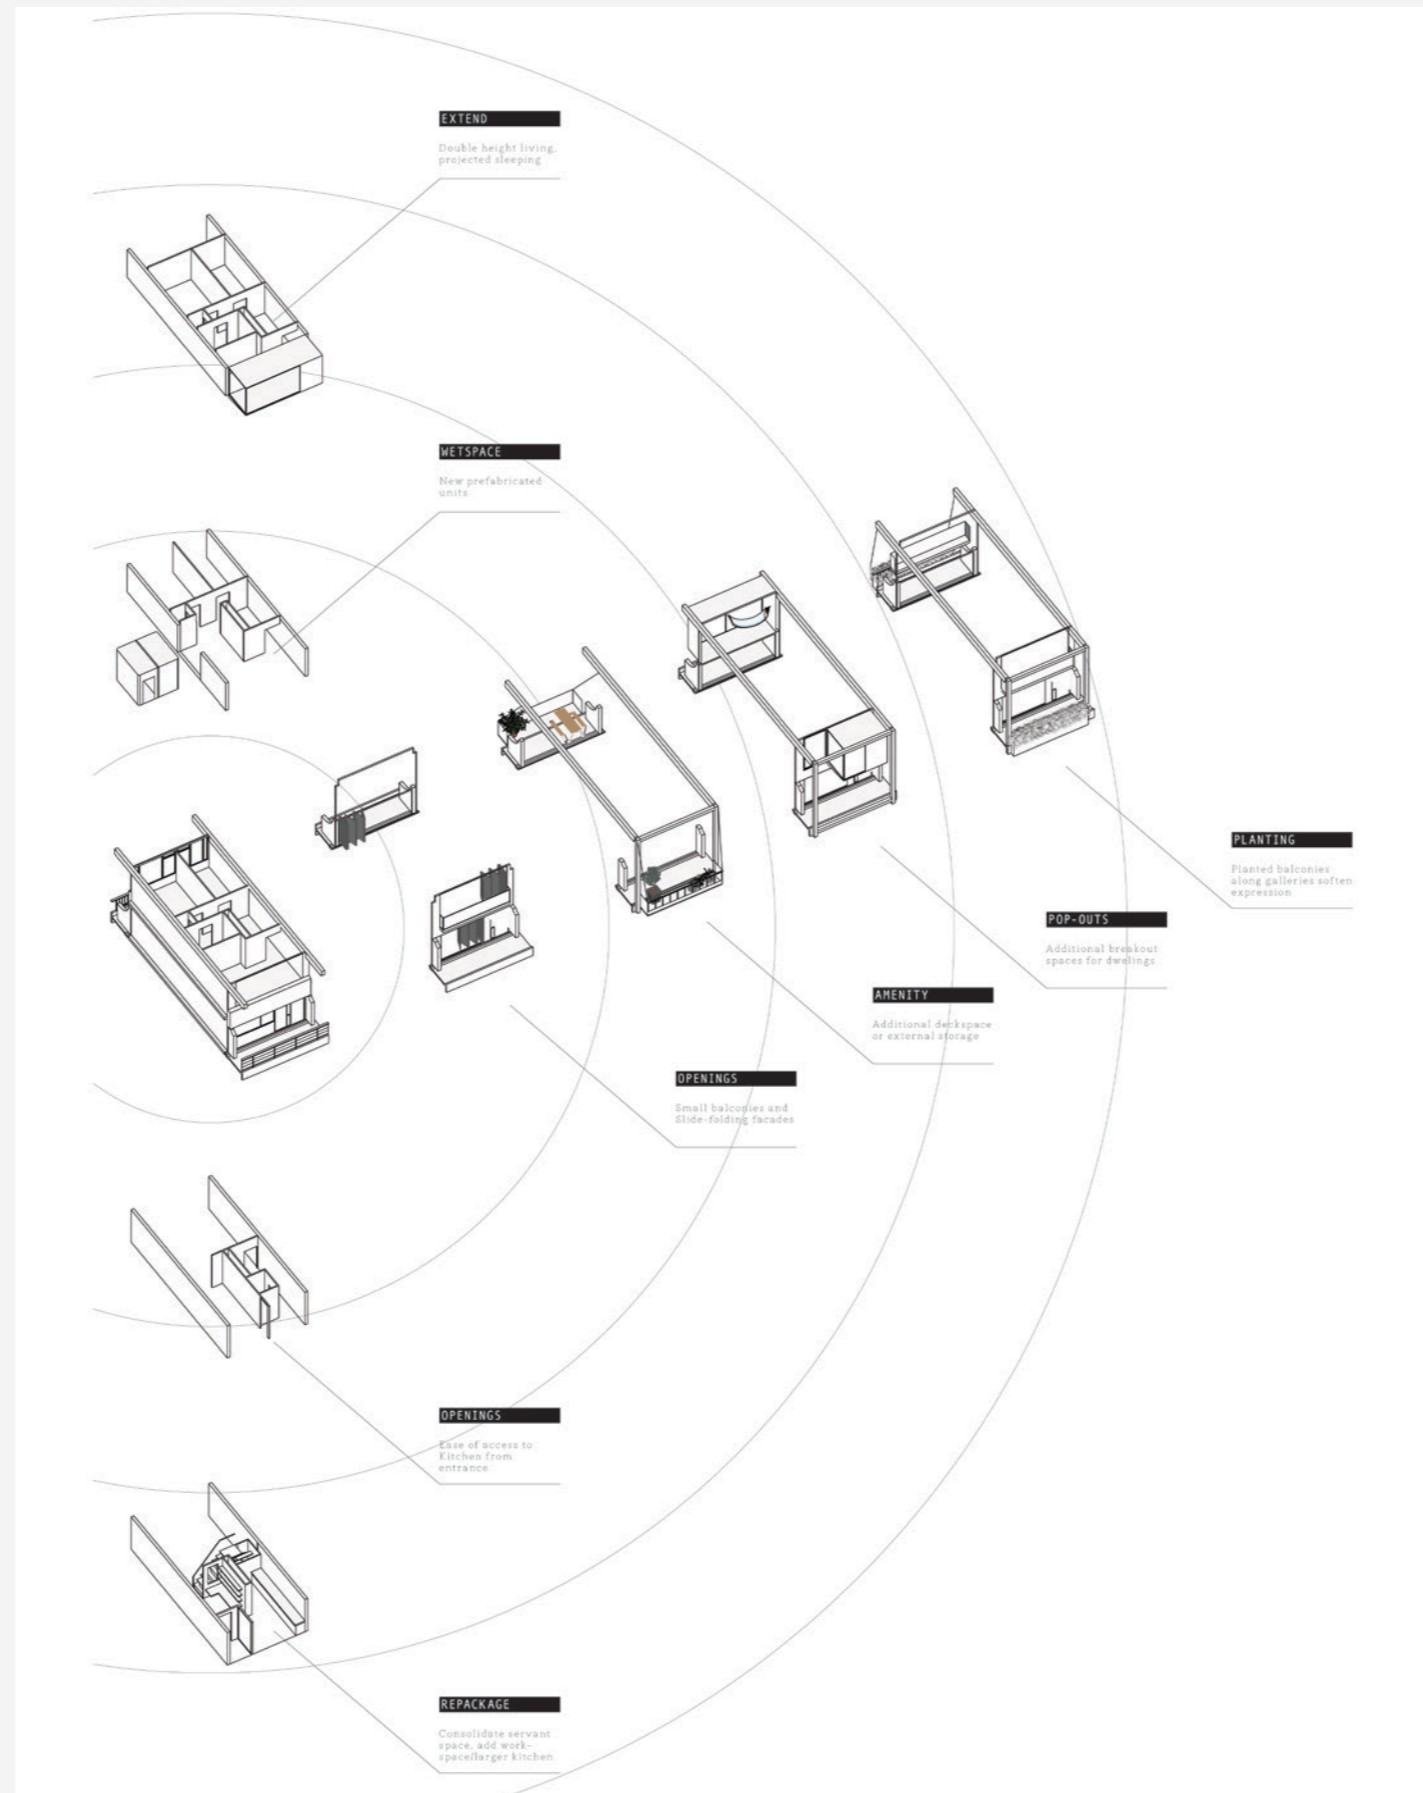 EXTEND
Double height living,
projected sleeping
WETSPACE
New prefabricated
units
PLANTING
Planted balconies
along galleries soften
expression
POP-OUTS
Additional breakout
spaces for dwelings
AMENITY
Additional deckspace
or external storage
OPENINGS
Small balconies and
Slide-folding facades
OPENINGS
Ease of access to
Kitchen from
entrance
REPACKAGE
Consolidate servant
space, add work-
space/larger kitchen